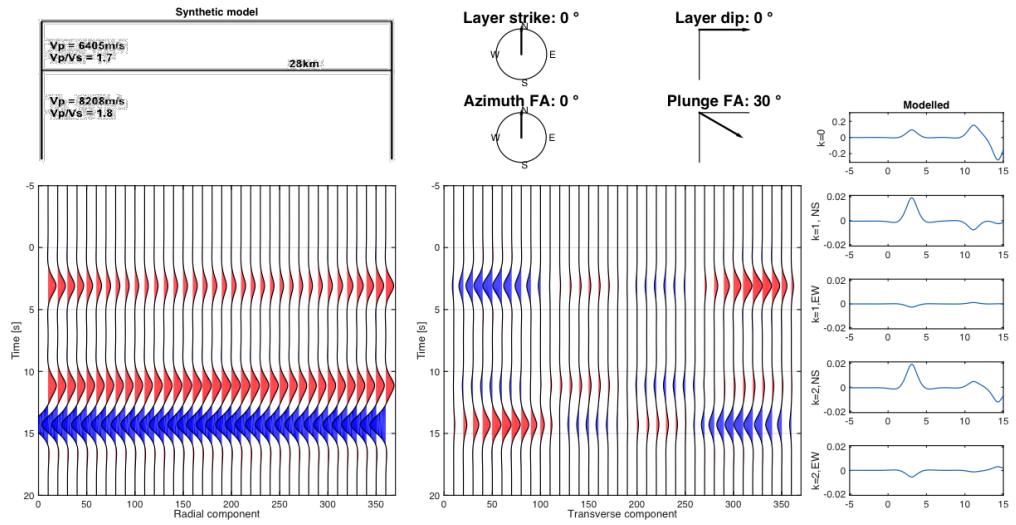 Synthetic model
Vp = 6405m/s
Vp/Vs = 1.7
28km
Vp = 8208m/s
Vp/Vs = 1.8
Layer strike: 0 °
N
W
E
S
Layer dip: 0 °
Azimuth FA: 0 °
N
W
E
S
Plunge FA: 30 °
Modelled
k=0
0.2
0
-0.2
-5 0 5 10 15
k=1, NS
0.02
0
-0.02
-5 0 5 10 15
k=1,EW
0.02
0
-0.02
-5 0 5 10 15
k=2,NS
0.02
0
-0.02
-5 0 5 10 15
k=2,EW
0.02
0
-0.02
-5 0 5 10 15
Time [s]
-5
0
5
10
15
20
0 50 100 150 200 250 300 350
Radial component
Time [s]
-5
0
5
10
15
20
0 50 100 150 200 250 300 350
Transverse component